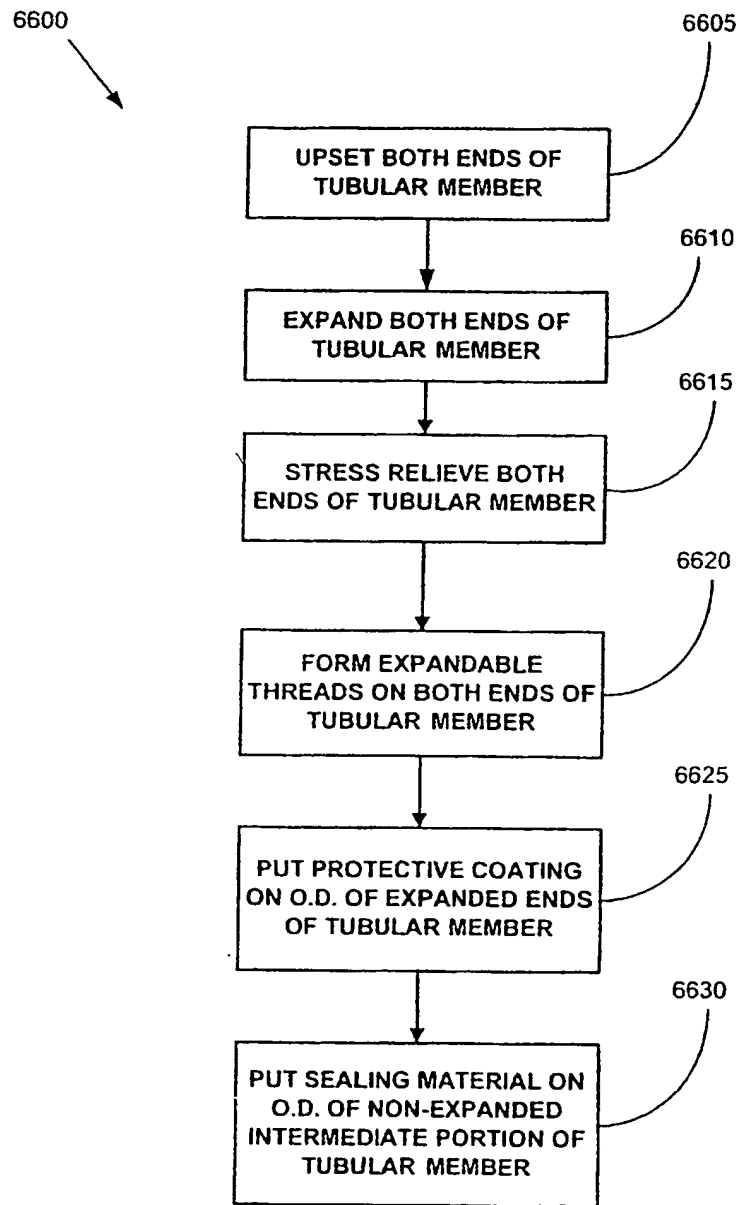 6600
6605
UPSET BOTH ENDS OF
TUBULAR MEMBER
6610
EXPAND BOTH ENDS OF
TUBULAR MEMBER
6615
STRESS RELIEVE BOTH
ENDS OF TUBULAR MEMBER
6620
FORM EXPANDABLE
THREADS ON BOTH ENDS OF
TUBULAR MEMBER
6625
PUT PROTECTIVE COATING
ON O.D. OF EXPANDED ENDS
OF TUBULAR MEMBER
6630
PUT SEALING MATERIAL ON
O.D. OF NON-EXPANDED
INTERMEDIATE PORTION OF
TUBULAR MEMBER